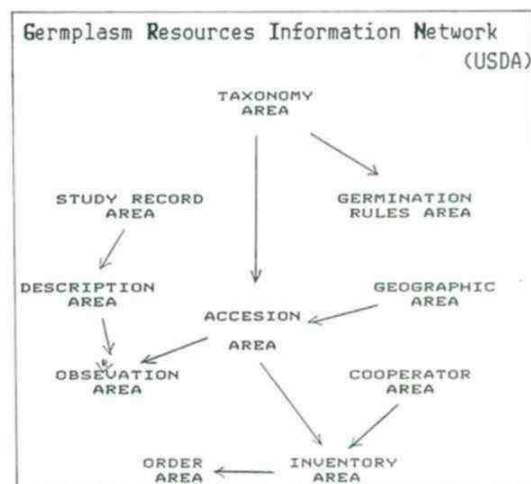 Germplasm Resources Information Network
(USDA)
TAXONOMY
AREA
STUDY RECORD
AREA
GERMINATION
RULES AREA
DESCRIPTION
AREA
GEOGRAPHIC
AREA
ACCESION
AREA
OBSEVATION
AREA
COOPERATOR
AREA
ORDER
AREA
INVENTORY
AREA